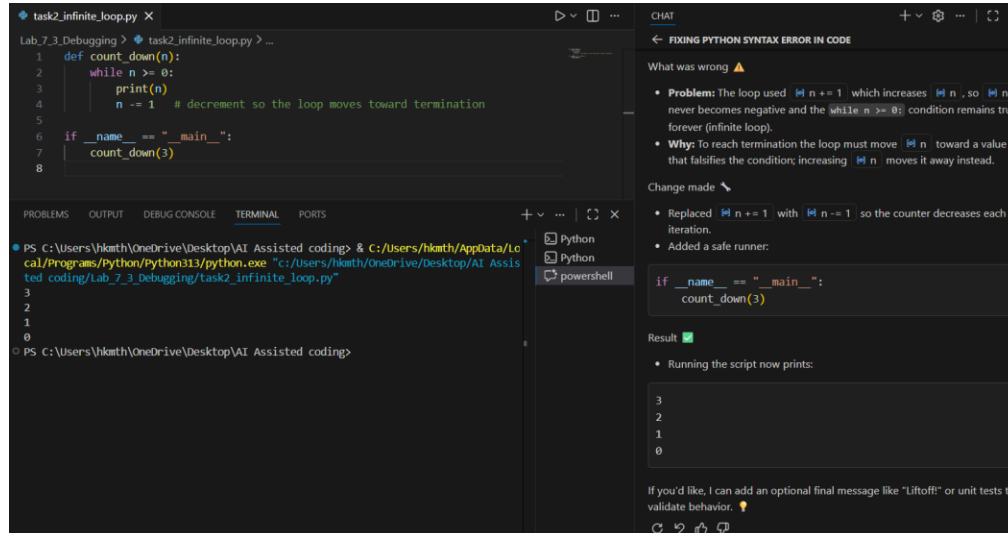 task2_infinite_loop.py
Lab_7_3_Debugging > task2_infinite_loop.py > ...
1 def count_down(n):
2 while n >= 0:
3 print(n)
4 n -= 1 # decrement so the loop moves toward termination
5
6 if __name__ == "__main__":
7 count_down(3)
8
PROBLEMS OUTPUT DEBUG CONSOLE TERMINAL PORTS
PS C:\Users\hkmth\OneDrive\Desktop\AI Assisted coding> & C:/Users/hkmth/AppData/Lo
cal/Programs/Python/Python313/python.exe "c:/Users/hkmth/OneDrive/Desktop/AI Assis
ted coding/Lab_7_3_Debugging/task2_infinite_loop.py"
3
2
1
0
PS C:\Users\hkmth\OneDrive\Desktop\AI Assisted coding>
Python
Python
powershell
CHAT
FIXING PYTHON SYNTAX ERROR IN CODE
What was wrong ⚠️
• Problem: The loop used n += 1 which increases n , so n
never becomes negative and the while n >= 0: condition remains tru
forever (infinite loop).
• Why: To reach termination the loop must move n toward a value
that falsifies the condition; increasing n moves it away instead.
Change made 🔧
• Replaced n += 1 with n -= 1 so the counter decreases each
iteration.
• Added a safe runner:
if __name__ == "__main__":
count_down(3)
Result ✅
• Running the script now prints:
3
2
1
0
If you'd like, I can add an optional final message like "Liftoff!" or unit tests t
validate behavior. 💡